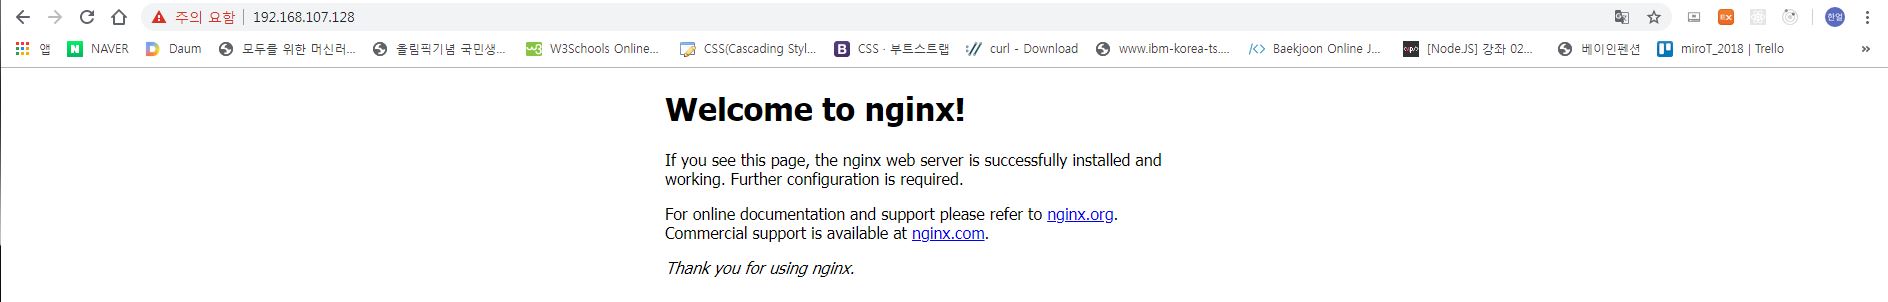 주의 요함 192.168.107.128 한얼
앱 NAVER Daum 모두를 위한 머신러... 올림픽기념 국민생... W3Schools Online... CSS(Cascading Styl... CSS · 부트스트랩 curl - Download www.ibm-korea-ts.... Baekjoon Online J... [NodeJS] 강좌 02... 베이인펜션 miroT_2018 | Trello »
Welcome to nginx!
If you see this page, the nginx web server is successfully installed and
working. Further configuration is required.
For online documentation and support please refer to nginx.org.
Commercial support is available at nginx.com.
Thank you for using nginx.